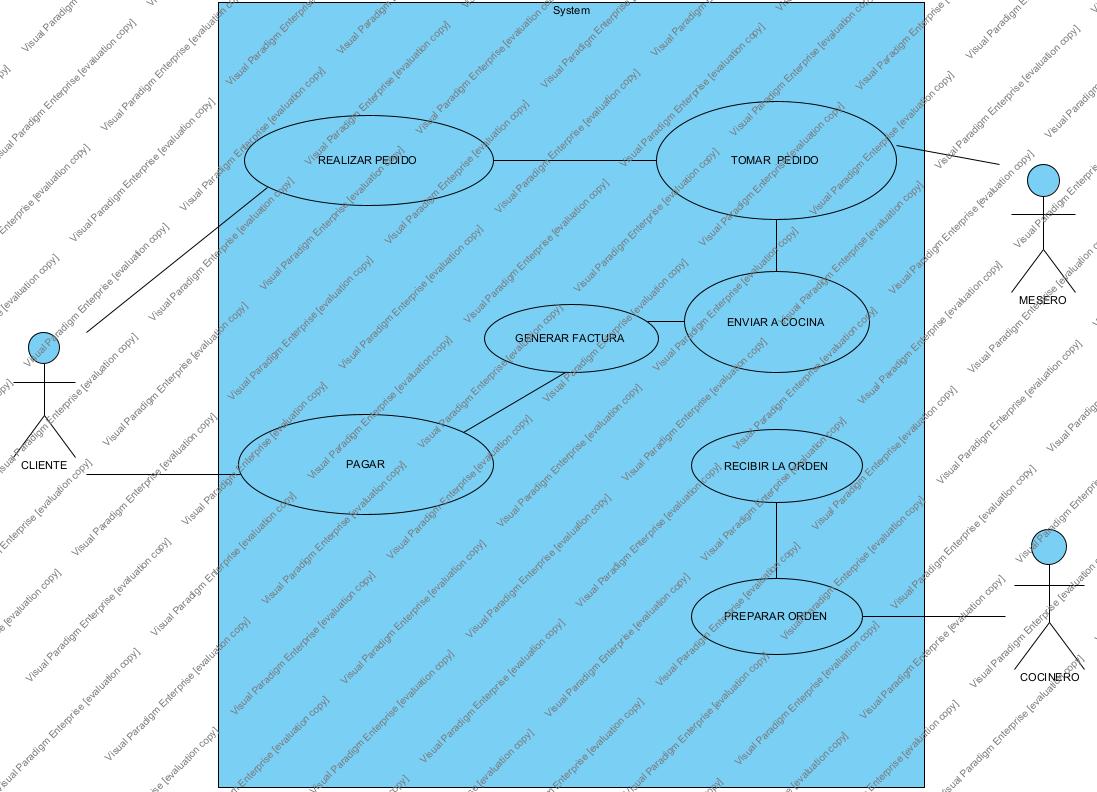 System
REALIZAR PEDIDO
TOMAR PEDIDO
MESERO
ENVIAR A COCINA
GENERAR FACTURA
CLIENTE
PAGAR
RECIBIR LA ORDEN
PREPARAR ORDEN
COCINERO
Visual Paradigm Enterprise [evaluation copy]